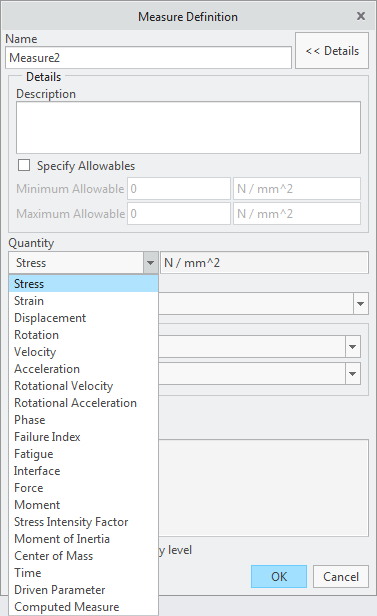 Measure Definition
Name
Measure2
<< Details
Details
Description
Specify Allowables
Minimum Allowable 0 N / mm^2
Maximum Allowable 0 N / mm^2
Quantity
Stress N / mm^2
Stress
Strain
Displacement
Rotation
Velocity
Acceleration
Rotational Velocity
Rotational Acceleration
Phase
Failure Index
Fatigue
Interface
Force
Moment
Stress Intensity Factor
Moment of Inertia
Center of Mass
Time
Driven Parameter
Computed Measure
y level
OK Cancel